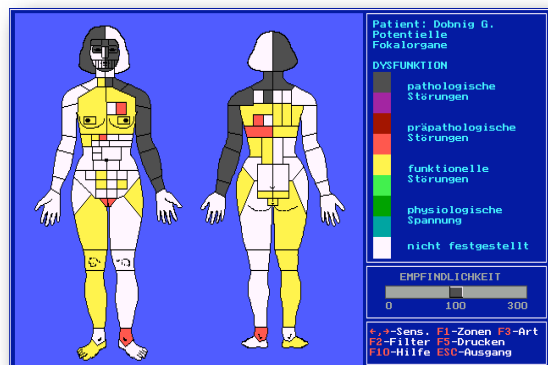 Patient: Dobnig G.
Potentielle
Fokalorgane
DYSFUNKTION
pathologische
Störungen
präpathologische
Störungen
funktionelle
Störungen
physiologische
Spannung
nicht festgestellt
EMPFINDLICHKEIT
0 100 300
←,→-Sens. F1-Zonen F3-Art
F2-Filter F5-Drucken
F10-Hilfe ESC-Ausgang